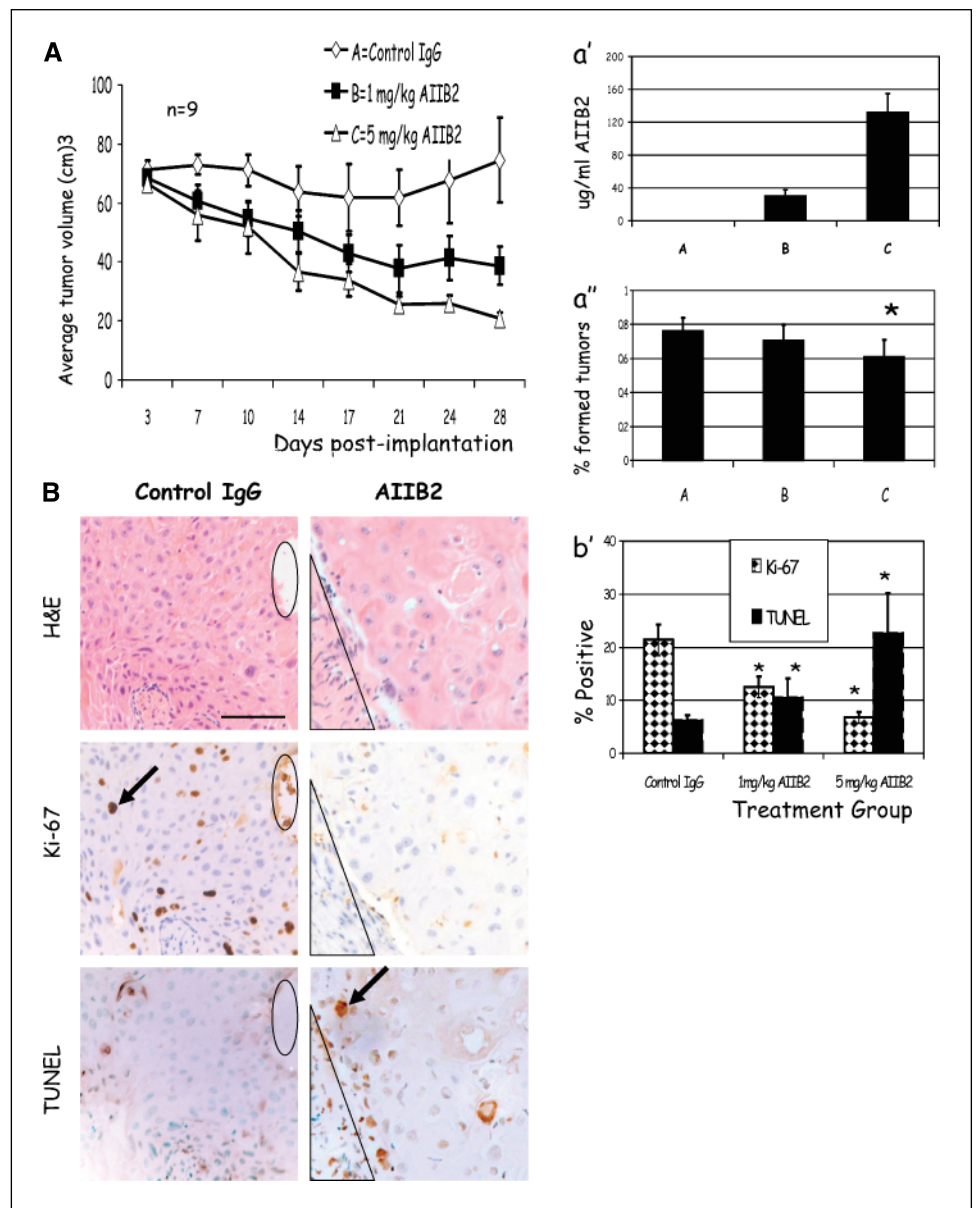 A
A=Control IgG
B=1 mg/kg AIIB2
C=5 mg/kg AIIB2
n=9
Average tumor volume (cm)3
100
80
60
40
20
0
3 7 10 14 17 21 24 28
Days post-implantation
a'
ug/ml AIIB2
200
160
120
80
40
0
A B C
a"
% formed tumors
1
0.8
0.6
0.4
0.2
0
*
A B C
B
Control IgG AIIB2
H&E
Ki-67
TUNEL
b'
% Positive
40
30
20
10
0
Ki-67
TUNEL
* * * *
Control IgG 1mg/kg AIIB2 5 mg/kg AIIB2
Treatment Group